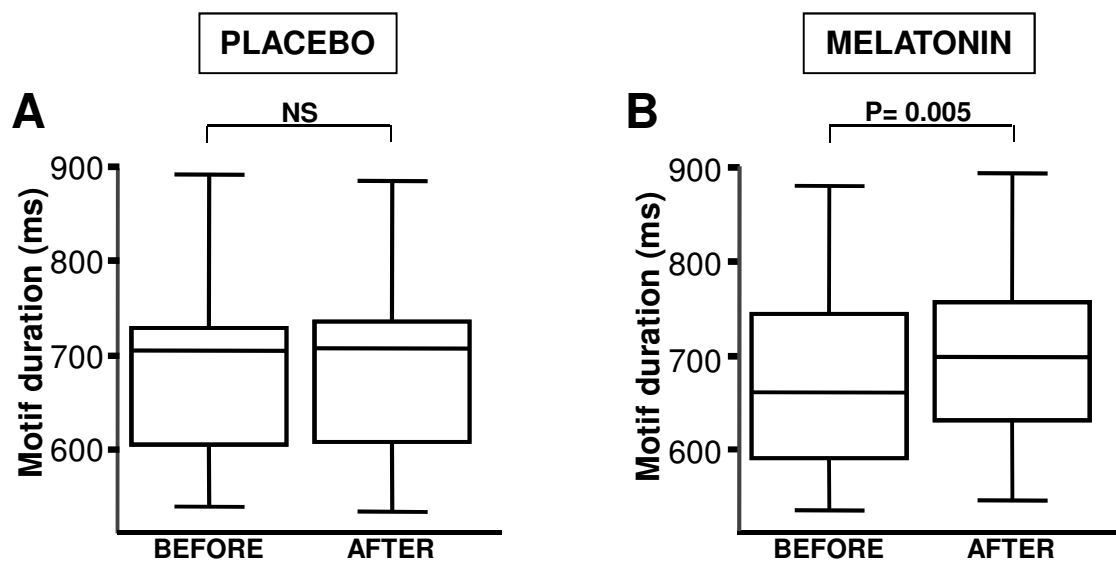 PLACEBO
MELATONIN
A
NS
B
P= 0.005
Motif duration (ms)
900
800
700
600
BEFORE
AFTER
Motif duration (ms)
900
800
700
600
BEFORE
AFTER